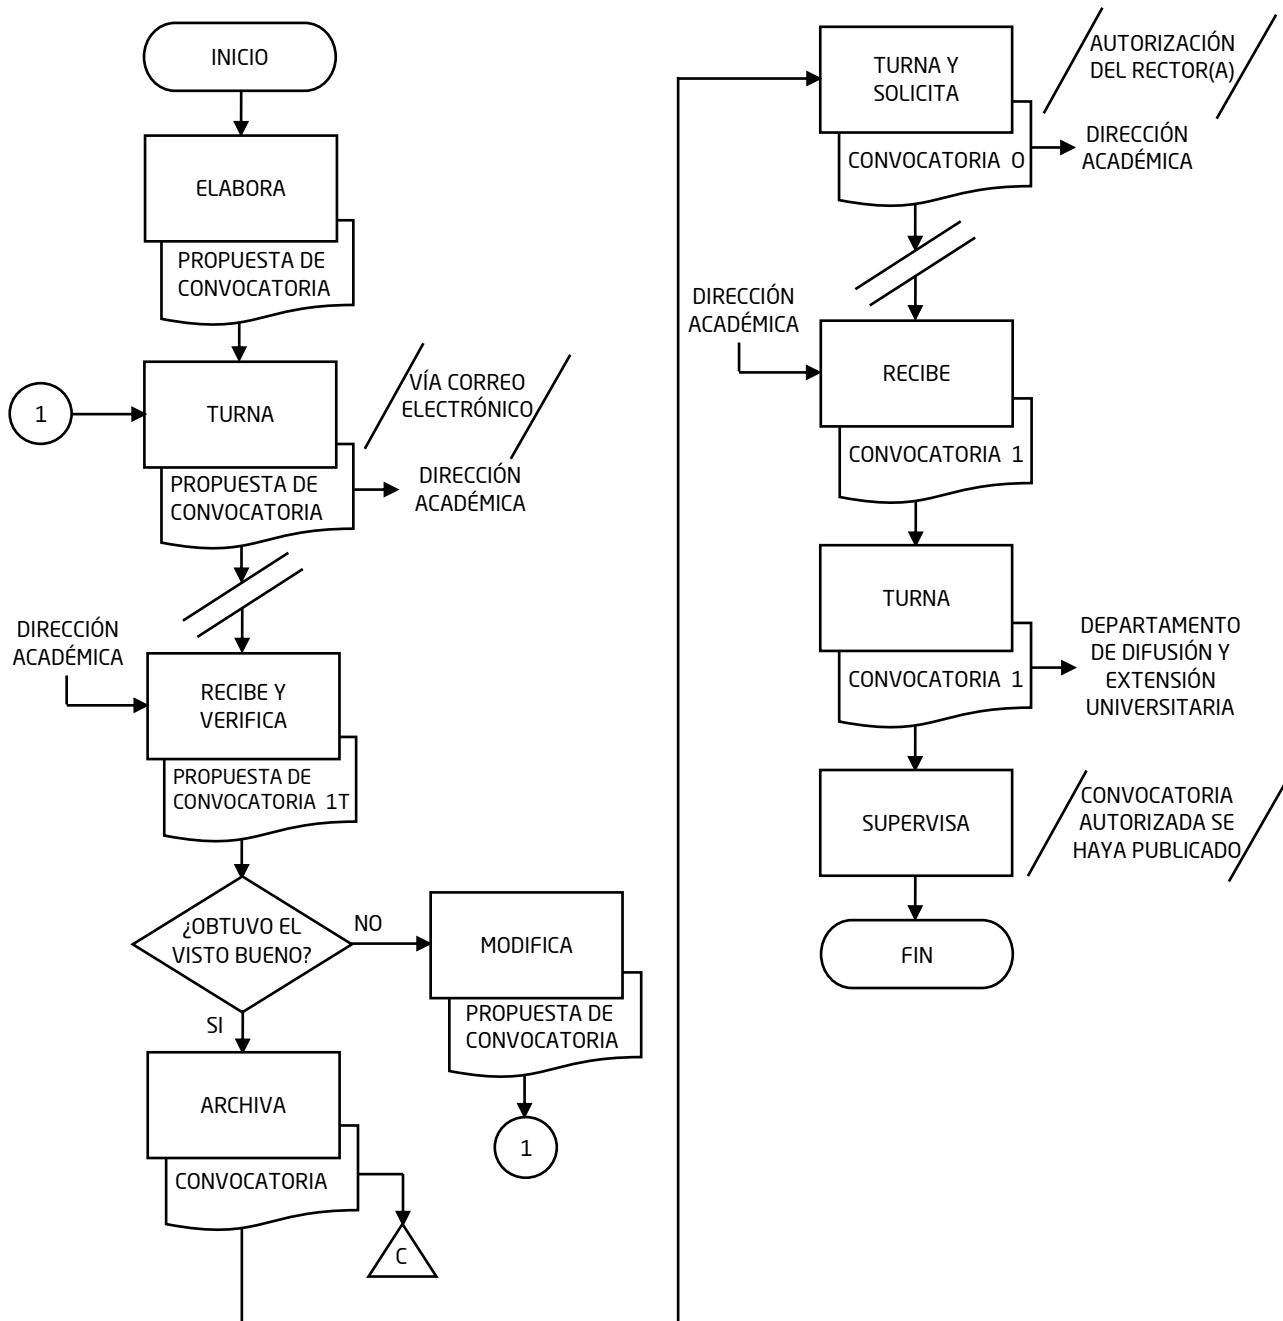 INICIO
ELABORA
PROPUESTA DE
CONVOCATORIA
1
TURNA
VÍA CORREO
ELECTRÓNICO
PROPUESTA DE
CONVOCATORIA
DIRECCIÓN
ACADÉMICA
DIRECCIÓN
ACADÉMICA
RECIBE Y
VERIFICA
PROPUESTA DE
CONVOCATORIA 1T
¿OBTUVO EL
VISTO BUENO?
NO
MODIFICA
PROPUESTA DE
CONVOCATORIA
1
SI
ARCHIVA
CONVOCATORIA
C
TURNA Y
SOLICITA
AUTORIZACIÓN
DEL RECTOR(A)
CONVOCATORIA O
DIRECCIÓN
ACADÉMICA
DIRECCIÓN
ACADÉMICA
RECIBE
CONVOCATORIA 1
TURNA
CONVOCATORIA 1
DEPARTAMENTO
DE DIFUSIÓN Y
EXTENSIÓN
UNIVERSITARIA
SUPERVISA
CONVOCATORIA
AUTORIZADA SE
HAYA PUBLICADO
FIN